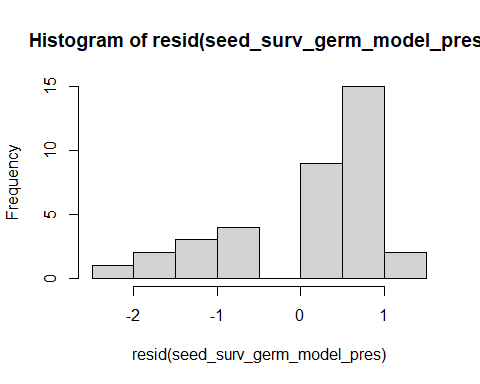 Histogram of resid(seed_surv_germ_model_pres
Frequency
15
10
5
0
-2 -1 0 1
resid(seed_surv_germ_model_pres)